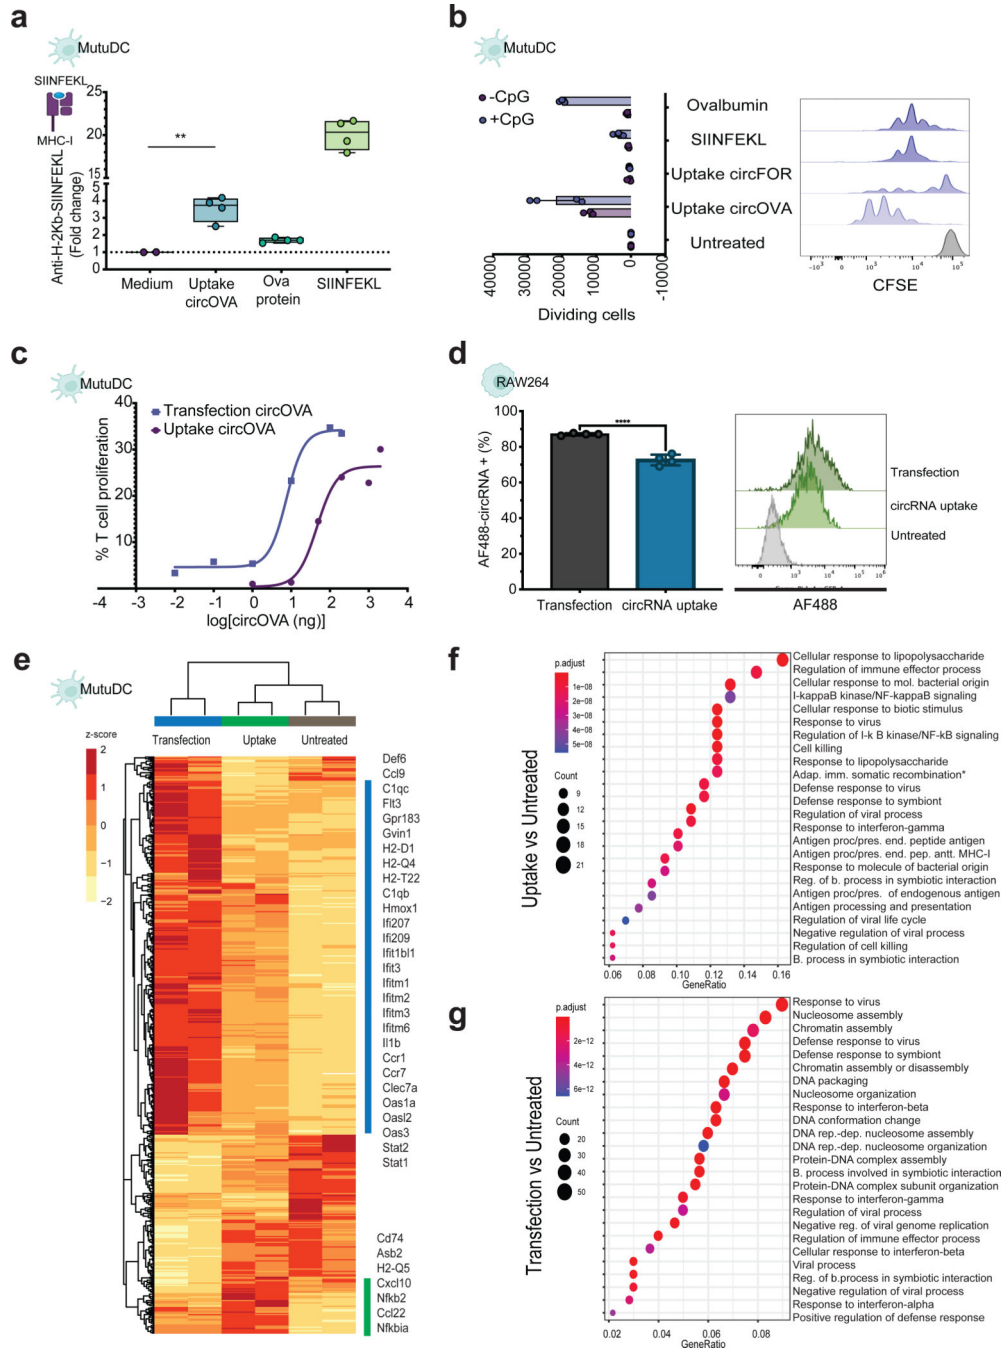 a
MutuDC
SIINFEKL
MHC-I
Anti-H-2Kb-SIINFEKL
(Fold change)
25
20
15
5
4
3
2
1
0
**
Medium
Uptake
circOVA
Ova
protein
SIINFEKL
b
MutuDC
-CpG
+CpG
Ovalbumin
SIINFEKL
Uptake circFOR
Uptake circOVA
Untreated
40000
30000
20000
10000
0
-10000
Dividing cells
0
10³
10⁴
10⁵
CFSE
c
MutuDC
Transfection circOVA
Uptake circOVA
% T cell proliferation
40
30
20
10
-4
-3
-2
-1
0
1
2
3
4
log[circOVA (ng)]
d
RAW264
AF488-circRNA + (%)
100
80
60
40
20
0
****
Transfection
circRNA uptake
Transfection
circRNA uptake
Untreated
0
10³
10⁴
10⁵
10⁶
AF488
e
MutuDC
z-score
2
1
0
−1
−2
Transfection
Uptake
Untreated
Def6
Ccl9
C1qc
Flt3
Gpr183
Gvin1
H2-D1
H2-Q4
H2-T22
C1qb
Hmox1
Ifi207
Ifi209
Ifit1bl1
Ifit3
Ifitm1
Ifitm2
Ifitm3
Ifitm6
Il1b
Ccr1
Ccr7
Clec7a
Oas1a
Oasl2
Oas3
Stat2
Stat1
Cd74
Asb2
H2-Q5
Cxcl10
Nfkb2
Ccl22
Nfkbia
f
Uptake vs Untreated
p.adjust
1e-08
2e-08
3e-08
4e-08
5e-08
Count
9
12
15
18
21
Cellular response to lipopolysaccharide
Regulation of immune effector process
Cellular response to mol. bacterial origin
I-kappaB kinase/NF-kappaB signaling
Cellular response to biotic stimulus
Response to virus
Regulation of I-k B kinase/NF-kB signaling
Cell killing
Response to lipopolysaccharide
Adap. imm. somatic recombination*
Defense response to virus
Defense response to symbiont
Regulation of viral process
Response to interferon-gamma
Antigen proc/pres. end. peptide antigen
Antigen proc/pres. end. pep. antt. MHC-I
Response to molecule of bacterial origin
Reg. of b. process in symbiotic interaction
Antigen proc/pres. of endogenous antigen
Antigen processing and presentation
Regulation of viral life cycle
Negative regulation of viral process
Regulation of cell killing
B. process in symbiotic interaction
0.06
0.08
0.10
0.12
0.14
0.16
GeneRatio
g
Transfection vs Untreated
p.adjust
2e-12
4e-12
6e-12
Count
20
30
40
50
Response to virus
Nucleosome assembly
Chromatin assembly
Defense response to virus
Defense response to symbiont
Chromatin assembly or disassembly
DNA packaging
Nucleosome organization
Response to interferon-beta
DNA conformation change
DNA rep.-dep. nucleosome assembly
DNA rep.-dep. nucleosome organization
Protein-DNA complex assembly
B. process involved in symbiotic interaction
Protein-DNA complex subunit organization
Response to interferon-gamma
Regulation of viral process
Negative reg. of viral genome replication
Regulation of immune effector process
Cellular response to interferon-beta
Viral process
Reg. of b.process in symbiotic interaction
Negative regulation of viral process
Response to interferon-alpha
Positive regulation of defense response
0.02
0.04
0.06
0.08
GeneRatio